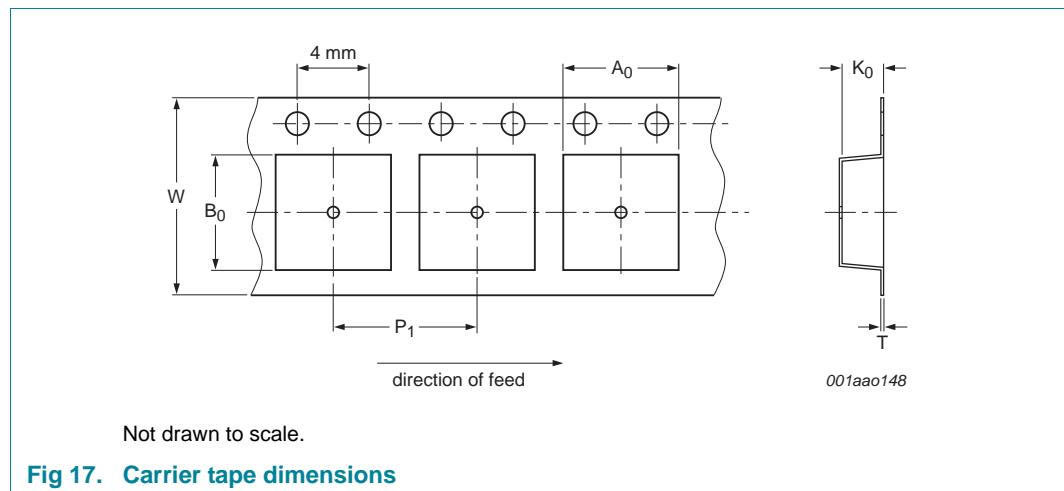 4 mm
A0
K0
W
B0
P1
T
direction of feed
001aao148
Not drawn to scale.
Fig 17. Carrier tape dimensions